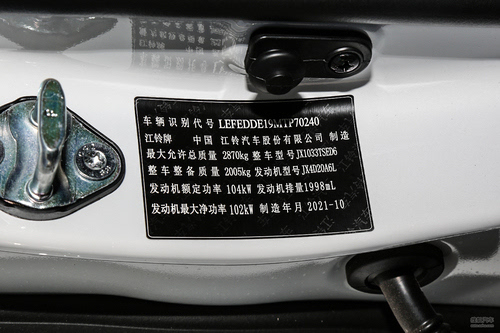 车辆识别代号 LEFEDDE19MTP70240
江铃牌 中国 江铃汽车股份有限公司 制造
最大允许总质量 2870kg 整车型号 JX1033TSED6
整车整备质量 2005kg 发动机型号 JX4D20A6L
发动机额定功率 104kW 发动机排量 1998mL
发动机最大净功率 102kW 制造年月 2021-10